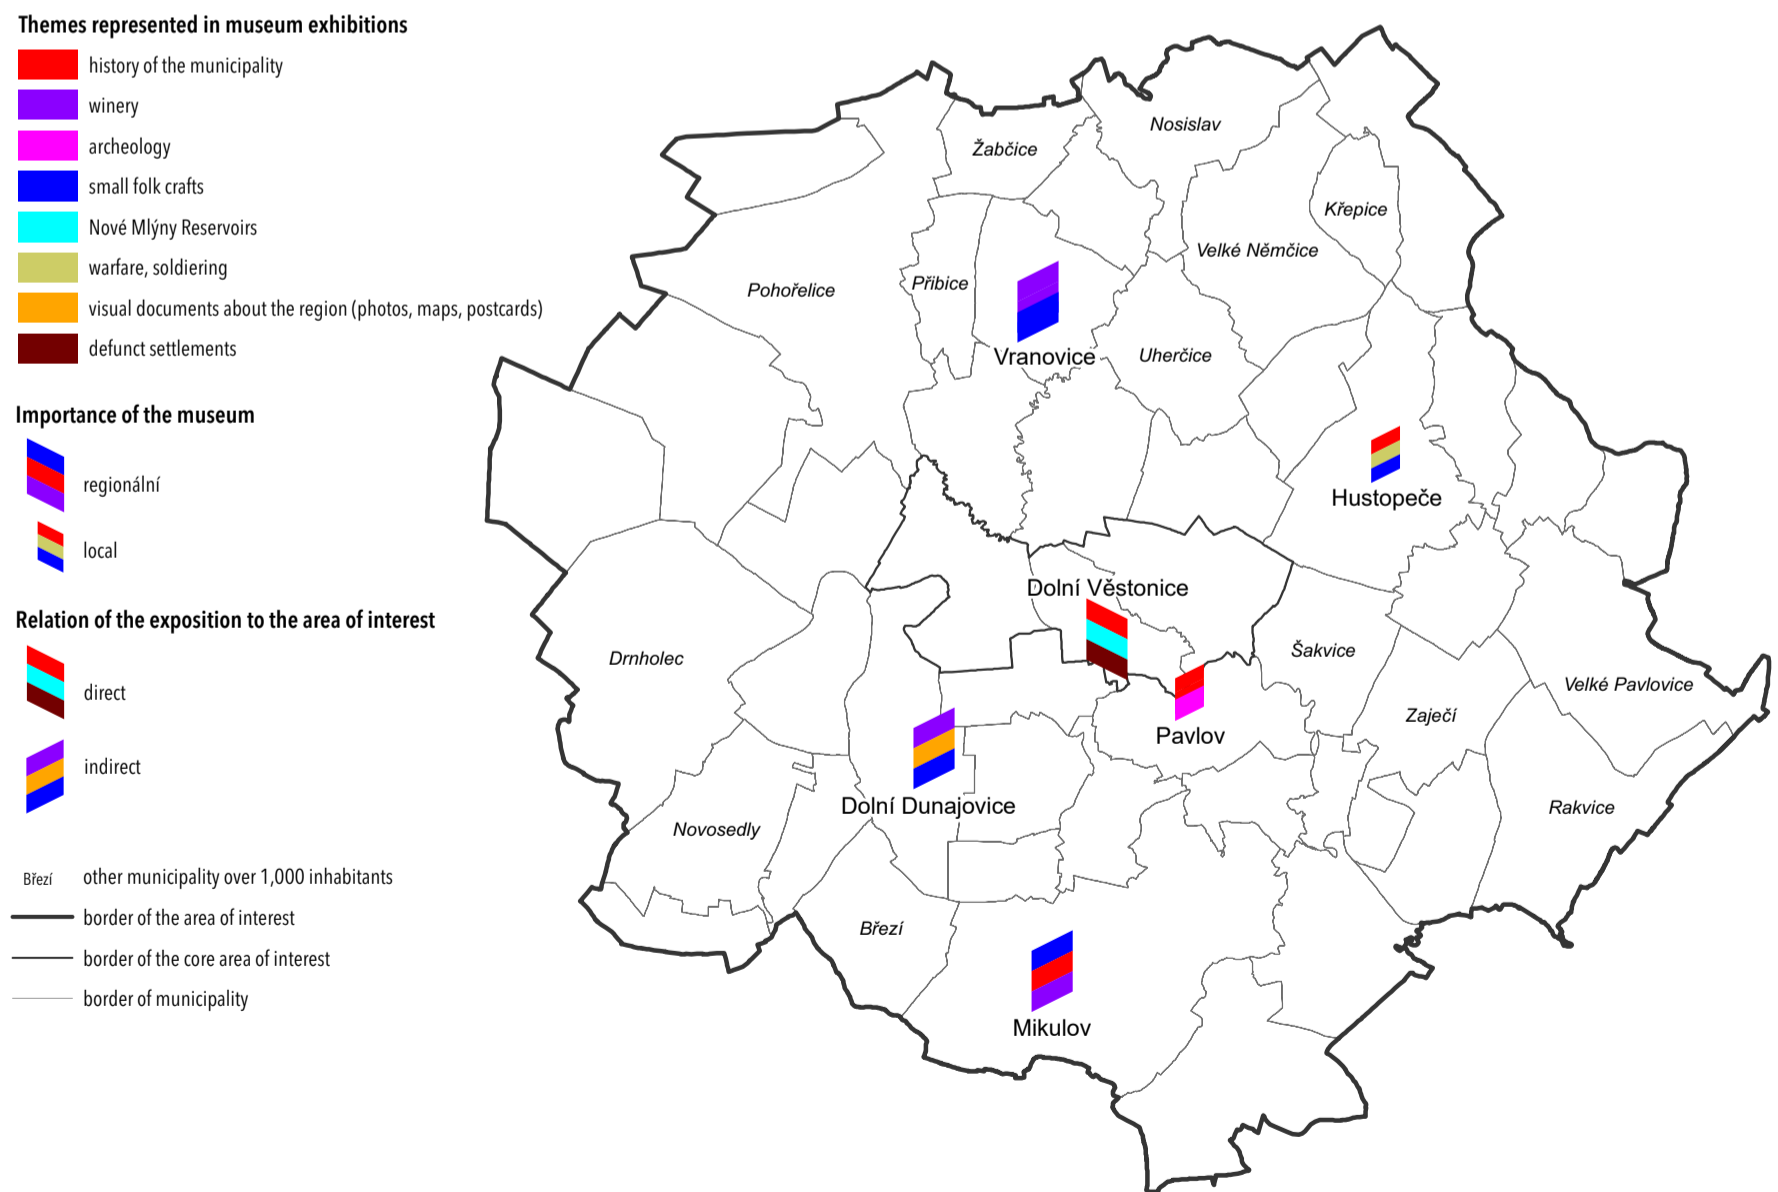 Themes represented in museum exhibitions
history of the municipality
winery
archeology
small folk crafts
Nové Mlýny Reservoirs
warfare, soldiering
visual documents about the region (photos, maps, postcards)
defunct settlements
Importance of the museum
regionální
local
Relation of the exposition to the area of interest
direct
indirect
Březí other municipality over 1,000 inhabitants
border of the area of interest
border of the core area of interest
border of municipality
Nosislav
Žabčice
Křepice
Velké Němčice
Přibice
Pohořelice
Vranovice
Uherčice
Hustopeče
Dolní Věstonice
Šakvice
Drnholec
Velké Pavlovice
Zaječí
Pavlov
Dolní Dunajovice
Rakvice
Novosedly
Březí
Mikulov